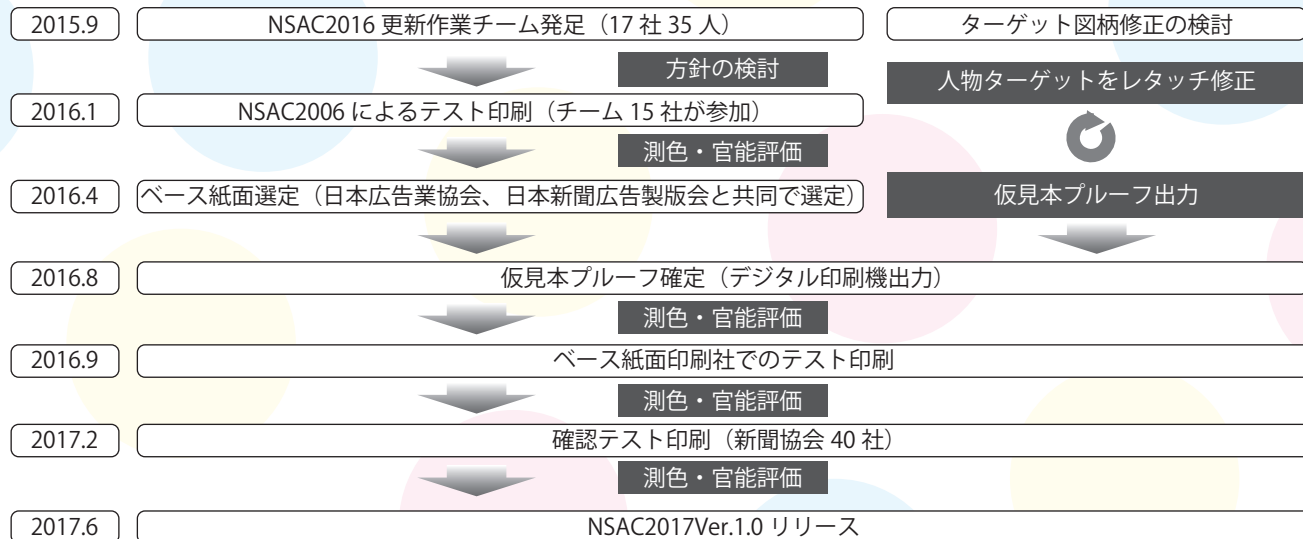 2015.9
NSAC2016 更新作業チーム発足（17 社 35 人）
ターゲット図柄修正の検討
方針の検討
人物ターゲットをレタッチ修正
2016.1
NSAC2006 によるテスト印刷（チーム 15 社が参加）
測色・官能評価
2016.4
ベース紙面選定（日本広告業協会、日本新聞広告製版会と共同で選定）
仮見本プルーフ出力
2016.8
仮見本プルーフ確定（デジタル印刷機出力）
測色・官能評価
2016.9
ベース紙面印刷社でのテスト印刷
測色・官能評価
2017.2
確認テスト印刷（新聞協会 40 社）
測色・官能評価
2017.6
NSAC2017Ver.1.0 リリース